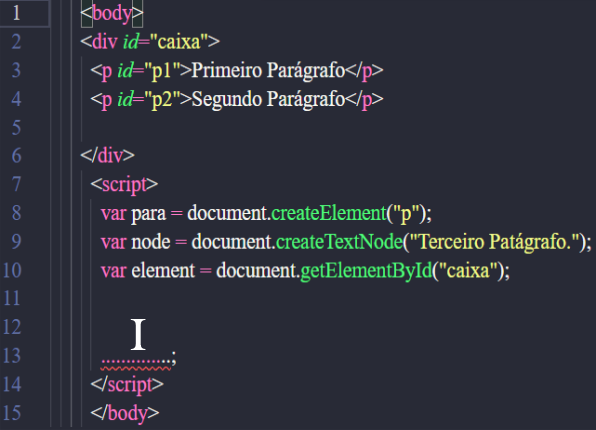 1 <body>
2 <div id="caixa">
3 <p id="p1">Primeiro Parágrafo</p>
4 <p id="p2">Segundo Parágrafo</p>
5
6 </div>
7 <script>
8 var para = document.createElement("p");
9 var node = document.createTextNode("Terceiro Patágrafo.");
10 var element = document.getElementById("caixa");
11
12
13 ..............;
14 </script>
15 </body>